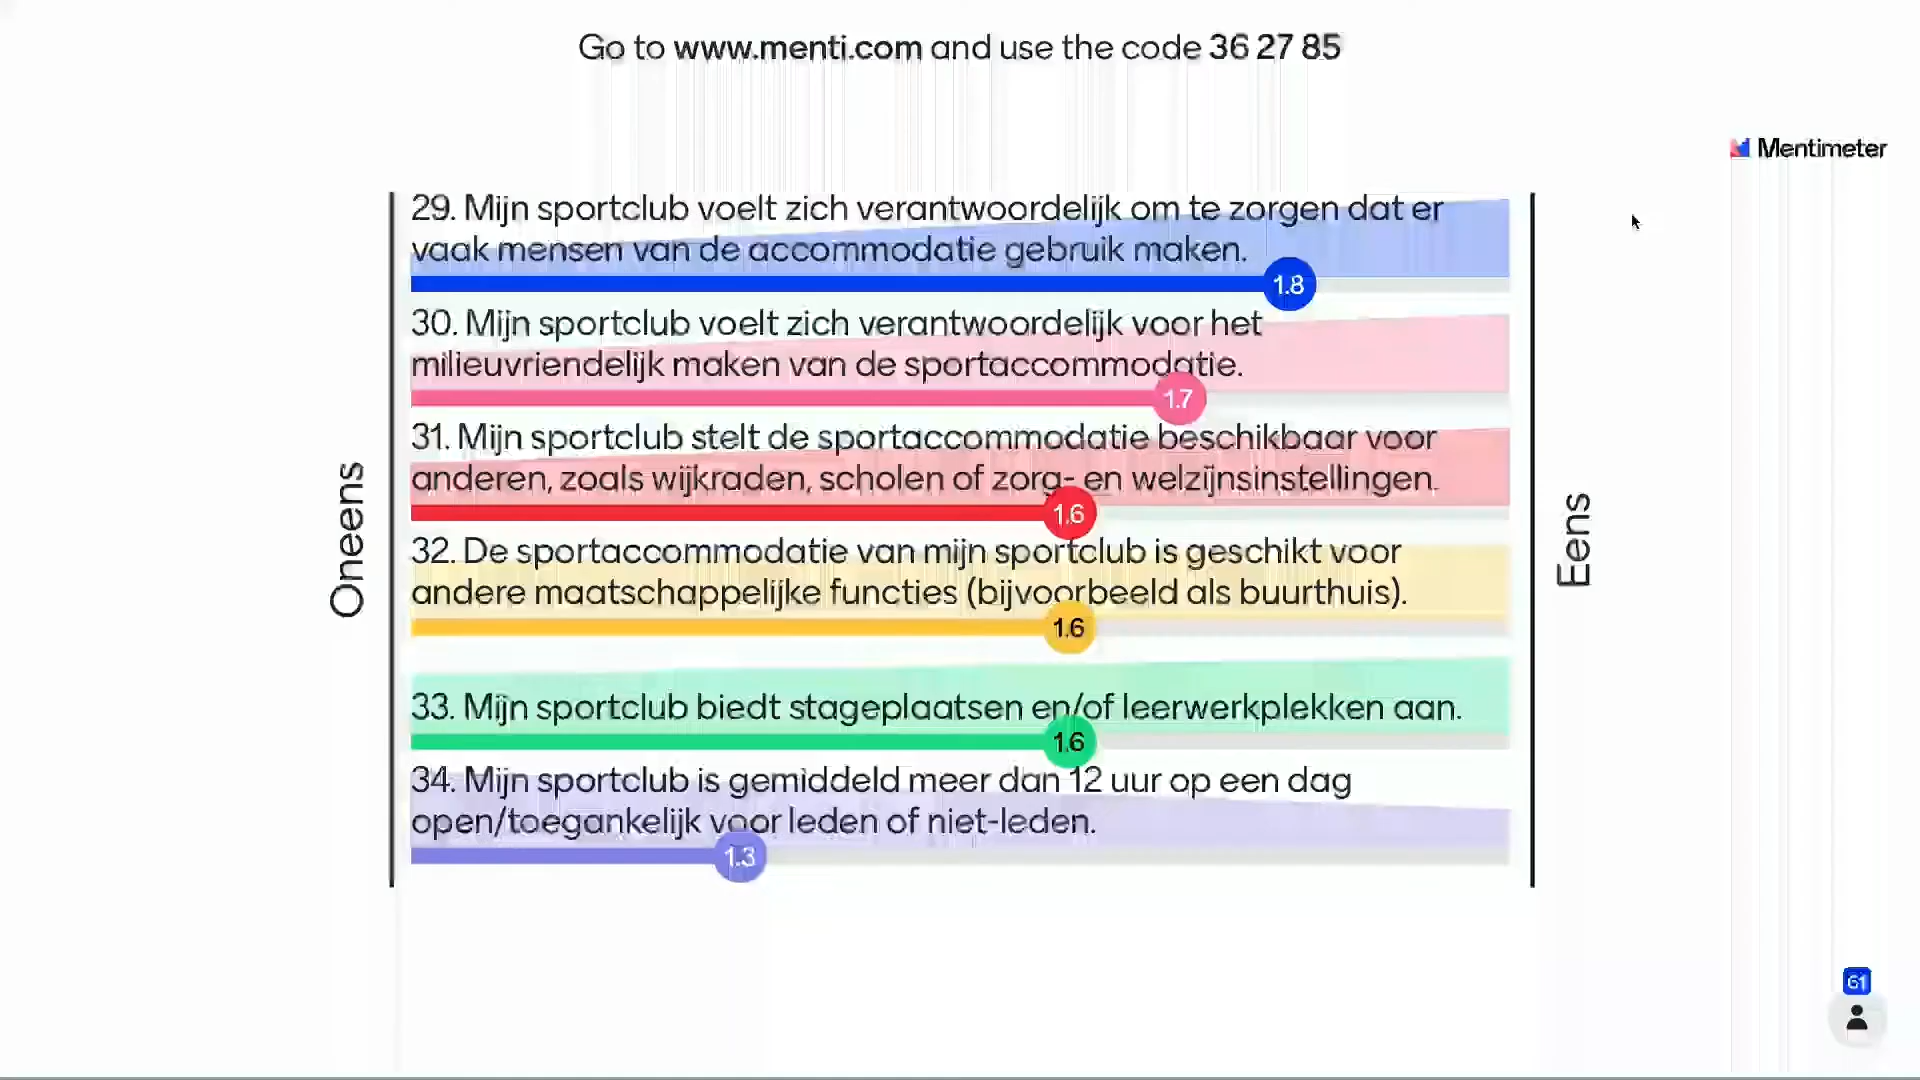 Go to www.menti.com and use the code 36 27 85
Mentimeter
Oneens
29. Mijn sportclub voelt zich verantwoordelijk om te zorgen dat er
vaak mensen van de accommodatie gebruik maken.
1.8
30. Mijn sportclub voelt zich verantwoordelijk voor het
milieuvriendelijk maken van de sportaccommodatie.
1.7
31. Mijn sportclub stelt de sportaccommodatie beschikbaar voor
anderen, zoals wijkraden, scholen of zorg- en welzijnsinstellingen.
1.6
32. De sportaccommodatie van mijn sportclub is geschikt voor
andere maatschappelijke functies (bijvoorbeeld als buurthuis).
1.6
33. Mijn sportclub biedt stageplaatsen en/of leerwerkplekken aan.
1.6
34. Mijn sportclub is gemiddeld meer dan 12 uur op een dag
open/toegankelijk voor leden of niet-leden.
1.3
Eens
61